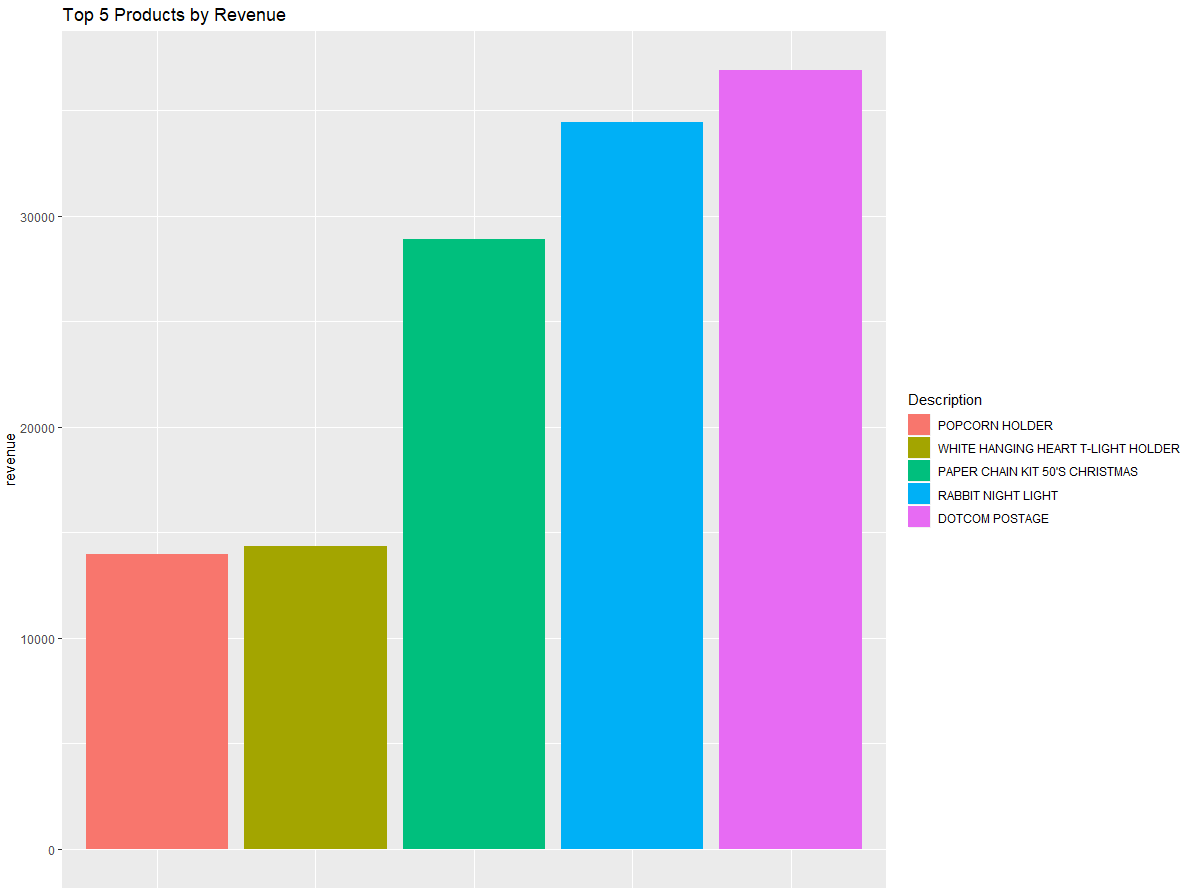 Top 5 Products by Revenue
revenue
30000
20000
10000
0
Description
POPCORN HOLDER
WHITE HANGING HEART T-LIGHT HOLDER
PAPER CHAIN KIT 50'S CHRISTMAS
RABBIT NIGHT LIGHT
DOTCOM POSTAGE